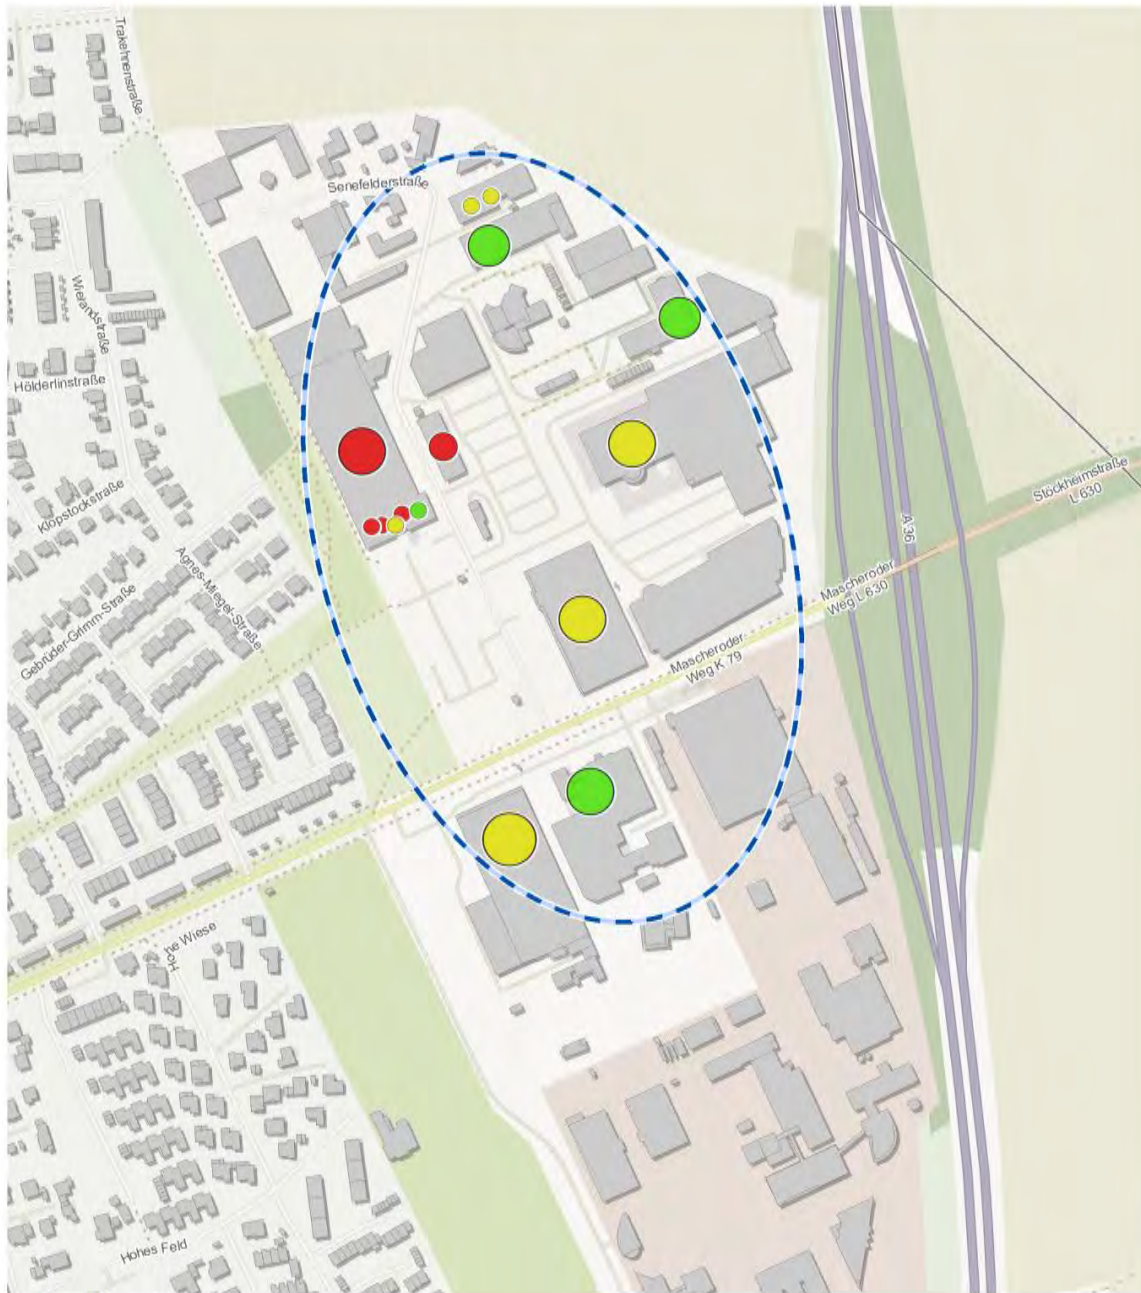 Trakehnenstraße
Senefelderstraße
Wielandstraße
Hölderlinstraße
Klopstockstraße
Agnes-Miegel-Straße
Gebrüder-Grimm-Straße
Stöckheimstraße
L 630
A 36
Mascheroder
Weg L 630
Mascheroder
Weg K 79
Hohe Wiese
Hohes Feld